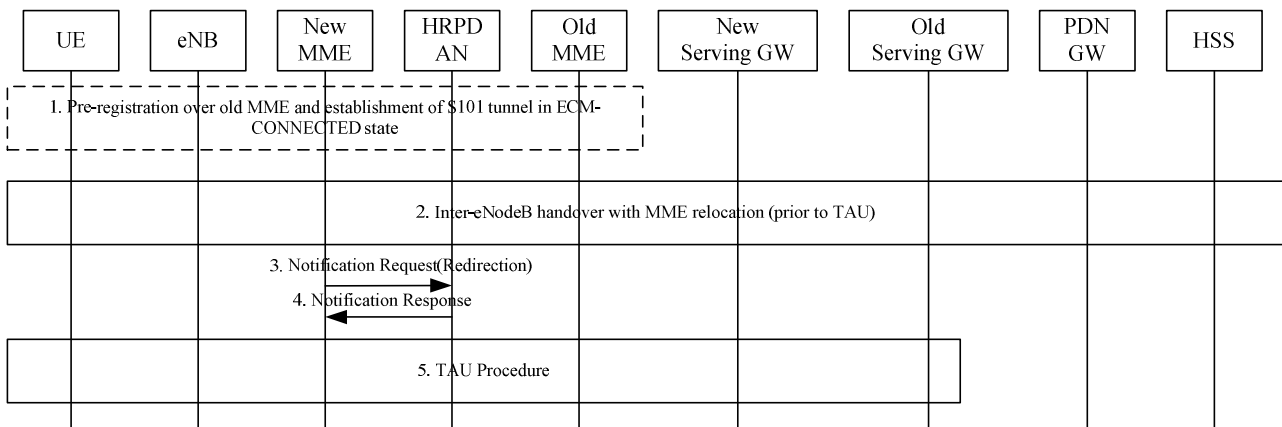 UE
eNB
New
MME
HRPD
AN
Old
MME
New
Serving GW
Old
Serving GW
PDN
GW
HSS
1. Pre-registration over old MME and establishment of S101 tunnel in ECM-
CONNECTED state
2. Inter-eNodeB handover with MME relocation (prior to TAU)
3. Notification Request(Redirection)
4. Notification Response
5. TAU Procedure